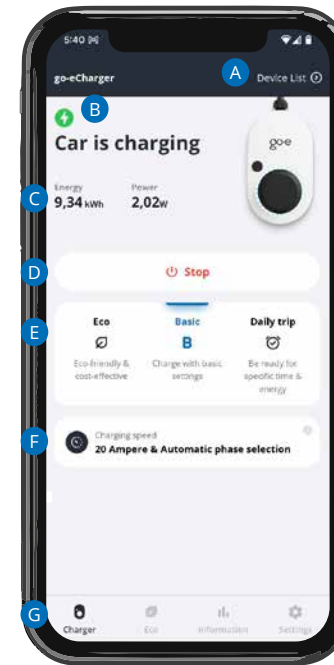 5:40
A
go-eCharger Device List
B
Car is charging
goe
C
Energy Power
9,34 kWh 2,02w
D
Stop
E
Eco Basic Daily trip
B
Eco-friendly & Charge with basic Be ready for
cost-effective settings specific time &
energy
F
Charging speed
20 Ampere & Automatic phase selection
G
Charger Eco Information Settings